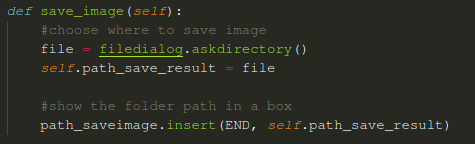 def save_image(self):
    #choose where to save image
    file = filedialog.askdirectory()
    self.path_save_result = file

    #show the folder path in a box
    path_saveimage.insert(END, self.path_save_result)